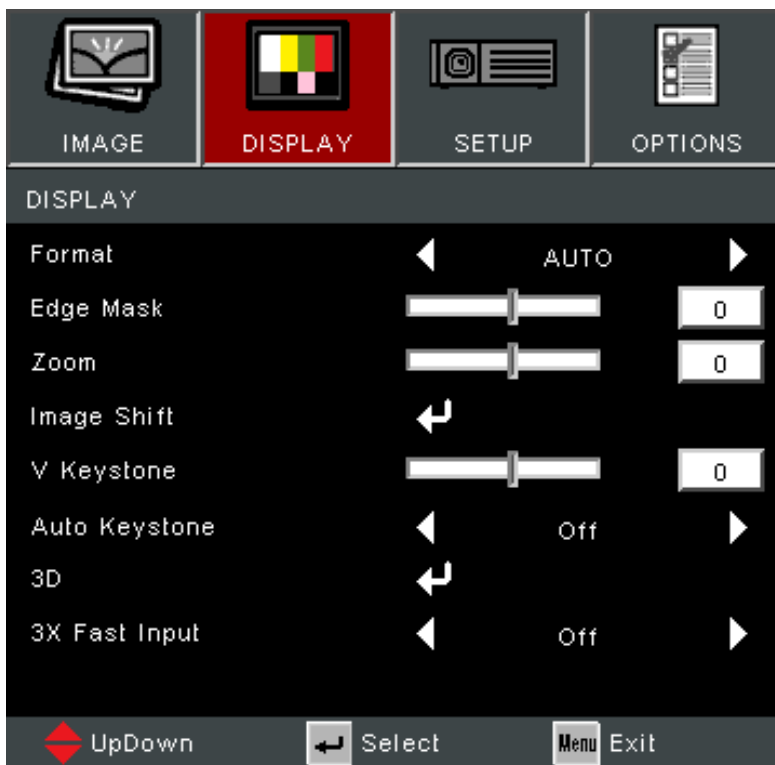 IMAGE DISPLAY SETUP OPTIONS
DISPLAY
Format AUTO
Edge Mask 0
Zoom 0
Image Shift
V Keystone 0
Auto Keystone Off
3D
3X Fast Input Off
UpDown Select Menu Exit